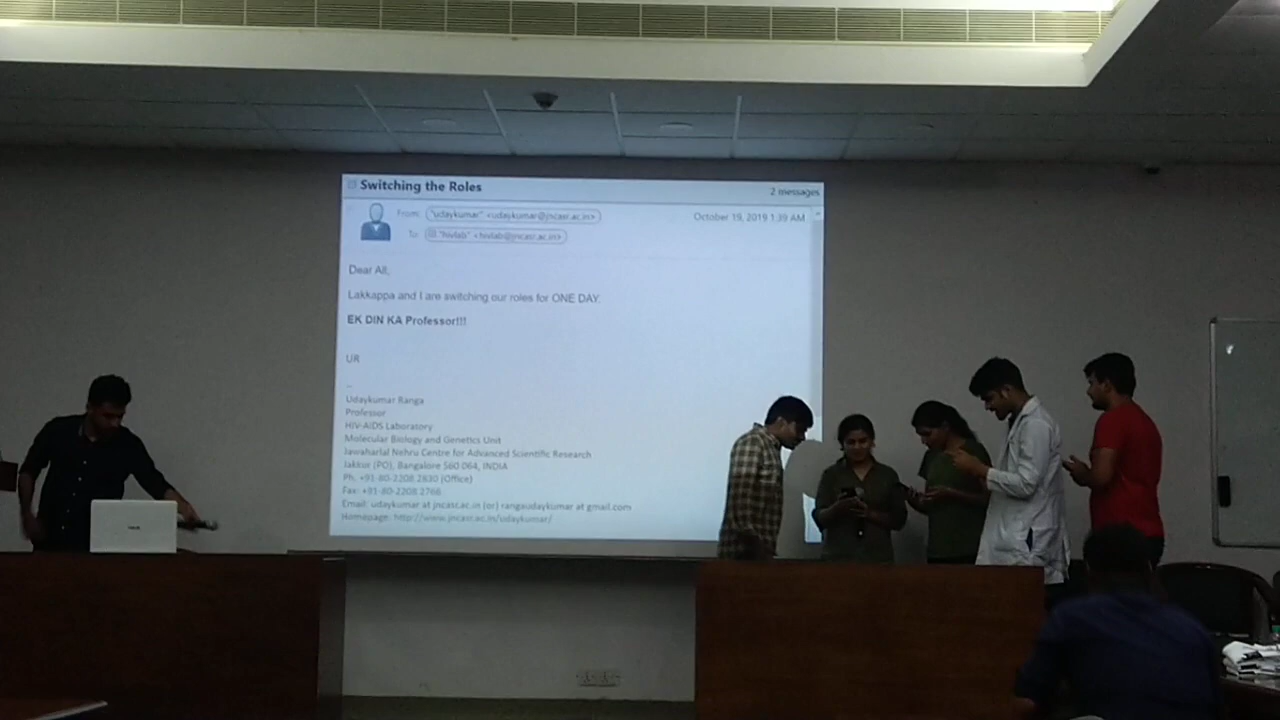 Switching the Roles
2 messages
From: "udaykumar" <udaykumar@jncasr.ac.in>
October 19, 2019 1:39 AM
To: "hivlab" <hivlab@jncasr.ac.in>
Dear All,
Lakkappa and I are switching our roles for ONE DAY.
EK DIN KA Professor!!!
UR
--
Udaykumar Ranga
Professor
HIV-AIDS Laboratory
Molecular Biology and Genetics Unit
Jawaharlal Nehru Centre for Advanced Scientific Research
Jakkur (PO), Bangalore 560 064, INDIA
Ph. +91-80-2208 2830 (Office)
Fax: +91-80-2208 2766
Email: udaykumar at jncasr.ac.in (or) rangaudaykumar at gmail.com
Homepage: http://www.jncasr.ac.in/udaykumar/